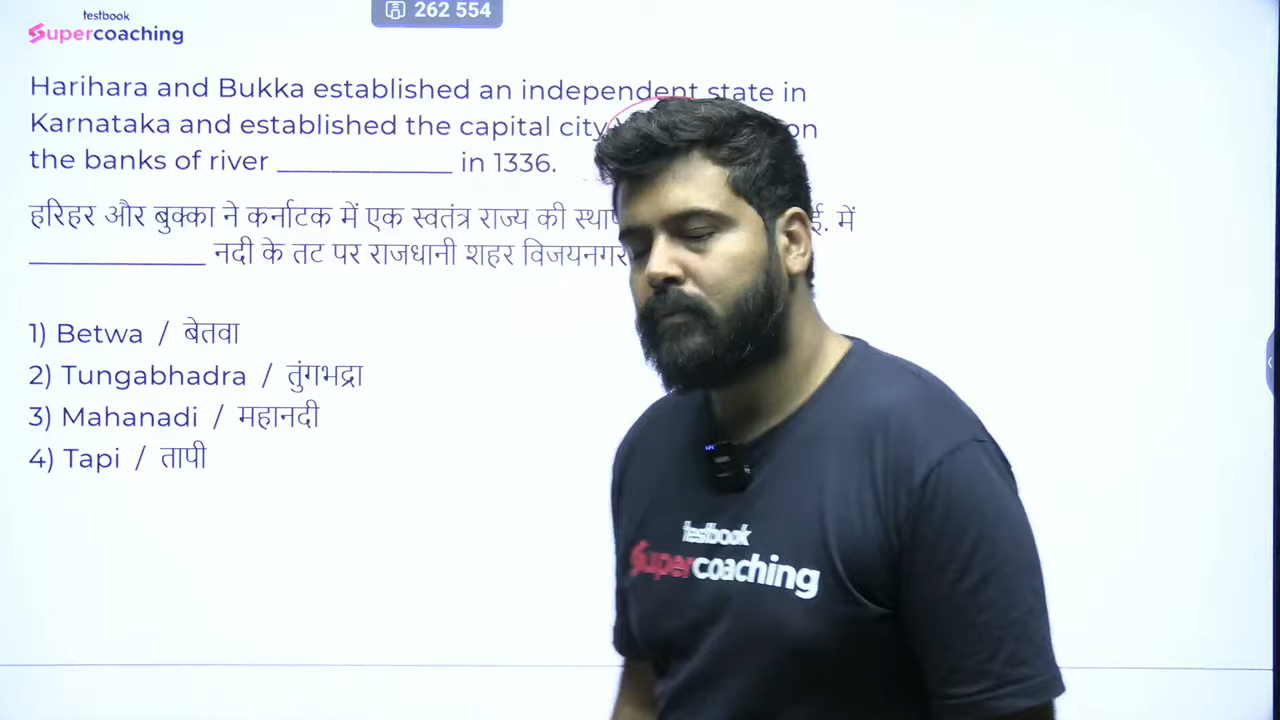 testbook
Supercoaching
262 554
Harihara and Bukka established an independent state in
Karnataka and established the capital city on
the banks of river ____________ in 1336.
हरिहर और बुक्का ने कर्नाटक में एक स्वतंत्र राज्य की ई. में
____________ नदी के तट पर राजधानी शहर विजयनगर
1) Betwa / बेतवा
2) Tungabhadra / तुंगभद्रा
3) Mahanadi / महानदी
4) Tapi / तापी
testbook
Supercoaching